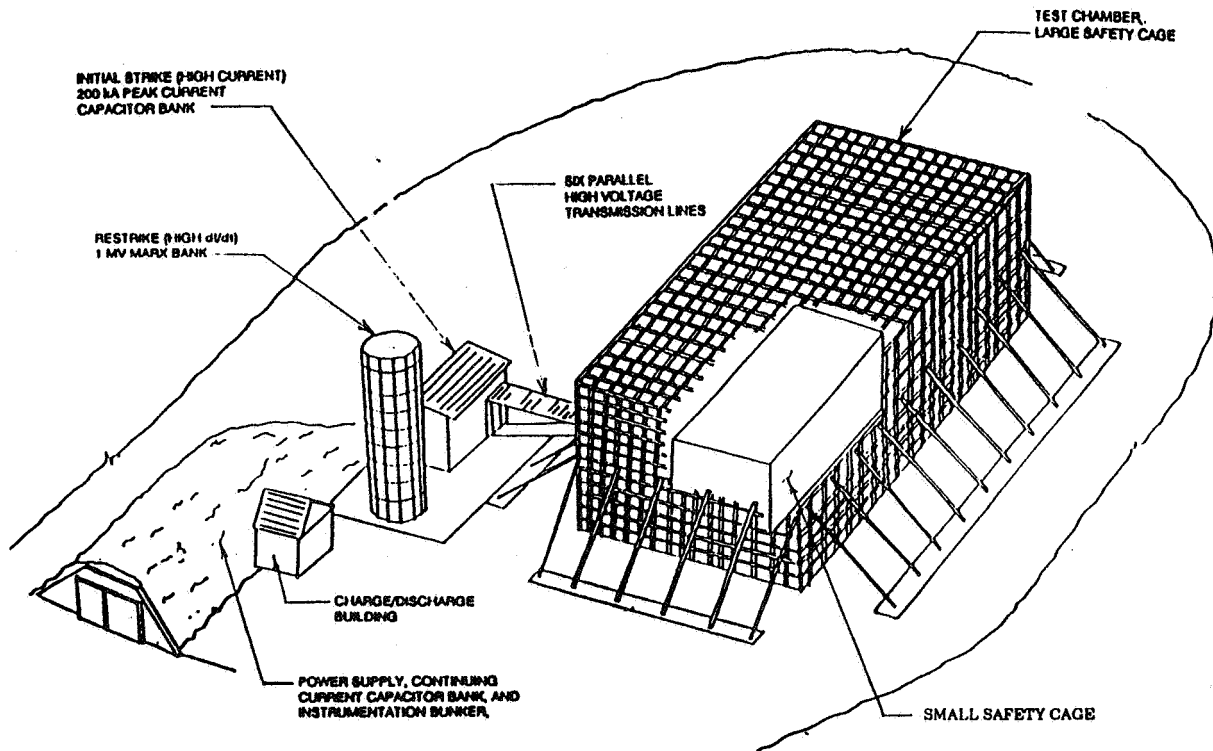 TEST CHAMBER,
LARGE SAFETY CAGE
INITIAL STRIKE (HIGH CURRENT)
200 kA PEAK CURRENT
CAPACITOR BANK
SIX PARALLEL
HIGH VOLTAGE
TRANSMISSION LINES
RESTRIKE (HIGH dI/dt)
1 MV MARX BANK
CHARGE/DISCHARGE
BUILDING
POWER SUPPLY, CONTINUING
CURRENT CAPACITOR BANK, AND
INSTRUMENTATION BUNKER,
SMALL SAFETY CAGE